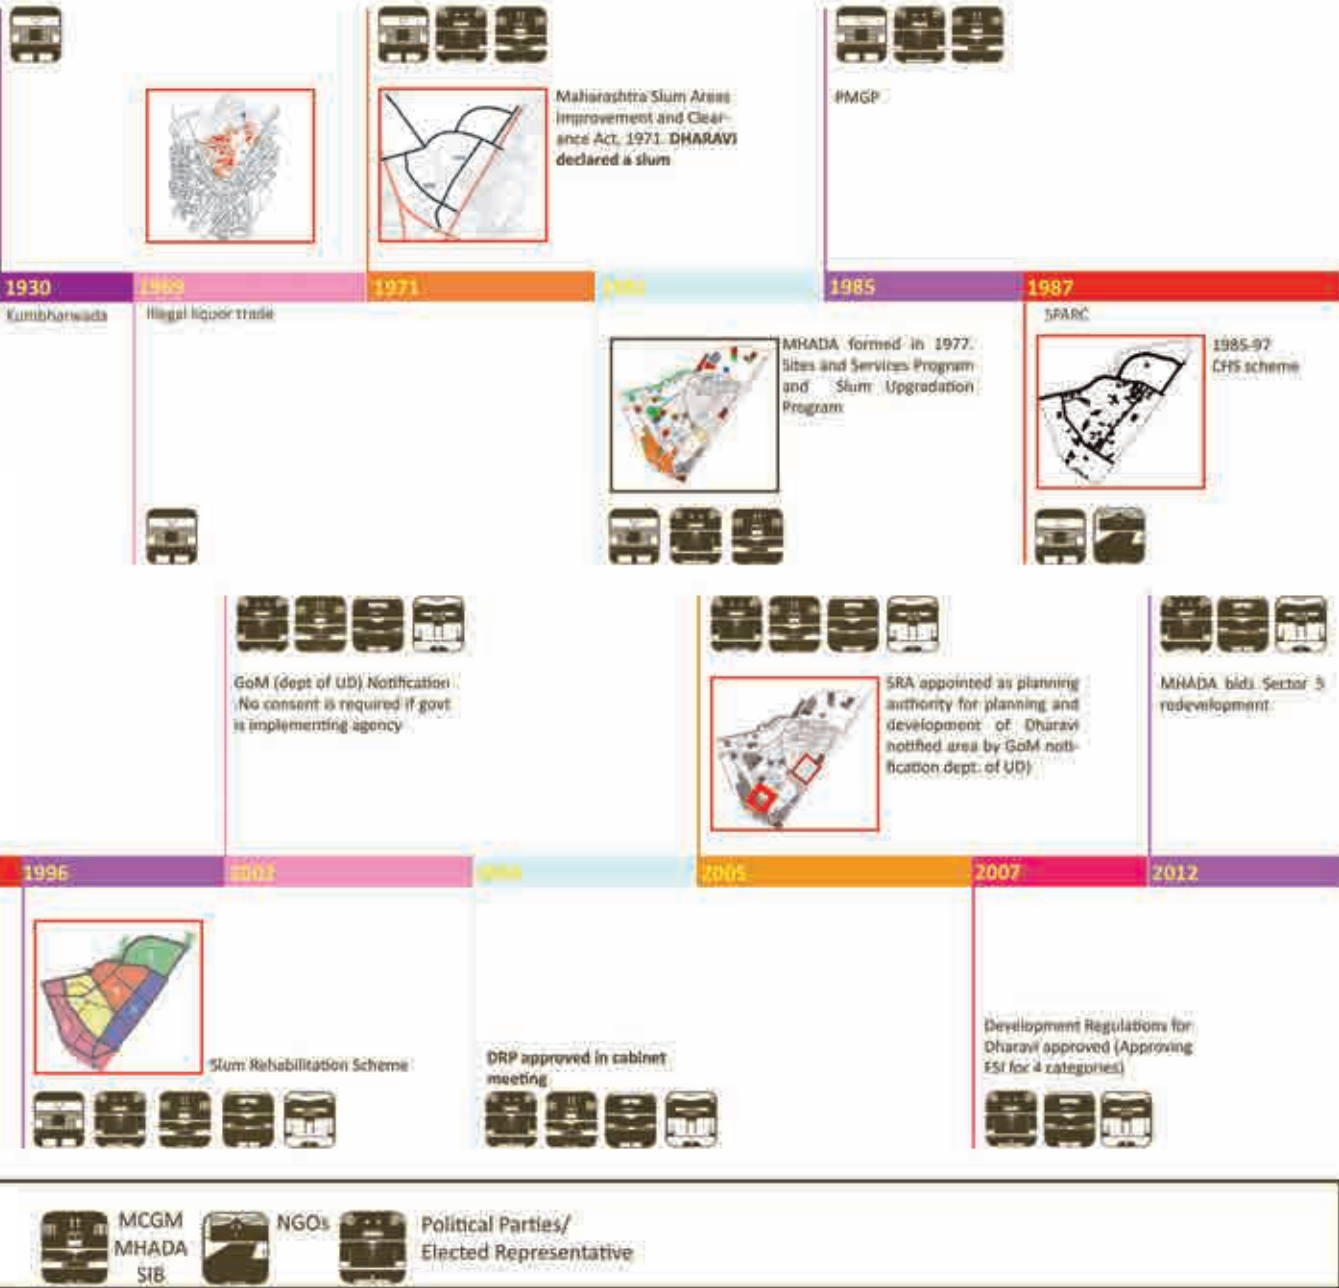 Maharashtra Slum Areas
Improvement and Clear-
ance Act, 1971. DHARAVI
declared a slum
PMGP
1930
1969
1971
1985
1987
Kumbharwada
Illegal liquor trade
MHADA formed in 1977.
Sites and Services Program
and Slum Upgradation
Program
SPARC
1985-97
CHS scheme
GoM (dept of UD) Notification
.No consent is required if govt
is implementing agency
SRA appointed as planning
authority for planning and
development of Dharavi
notified area by GoM noti-
fication dept. of UD)
MHADA bids Sector 5
redevelopment
1996
2004
2005
2007
2012
Slum Rehabilitation Scheme
DRP approved in cabinet
meeting
Development Regulations for
Dharavi approved (Approving
FSI for 4 categories)
MCGM
MHADA
SIB
NGOs
Political Parties/
Elected Representative